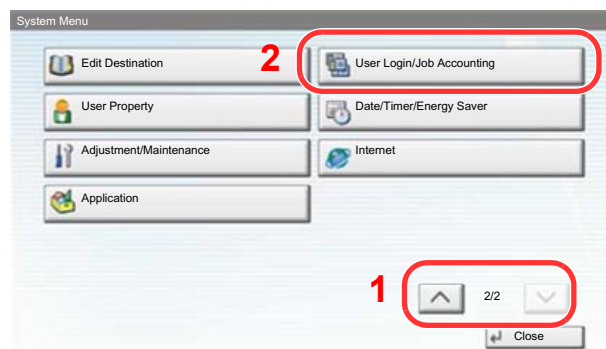 System Menu
2
Edit Destination
User Login/Job Accounting
User Property
Date/Timer/Energy Saver
Adjustment/Maintenance
Internet
Application
1
2/2
Close